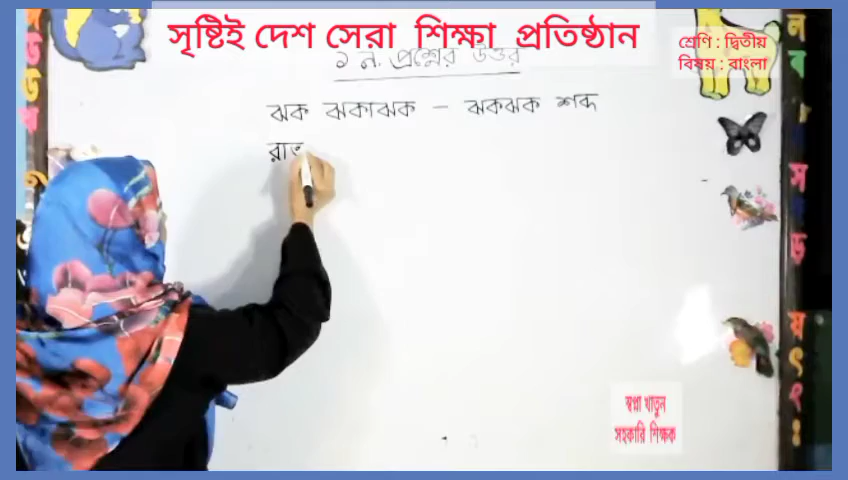 সৃষ্টিই দেশ সেরা শিক্ষা প্রতিষ্ঠান
শ্রেণি : দ্বিতীয়
বিষয় : বাংলা
১ ন. প্রশ্নের উত্তর
ঝক ঝকাঝক – ঝকঝক শব্দ
রাত
ল
ব
স
ড়
য়
ৎ
ং
ঃ
স্বপ্না খাতুন
সহকারি শিক্ষক